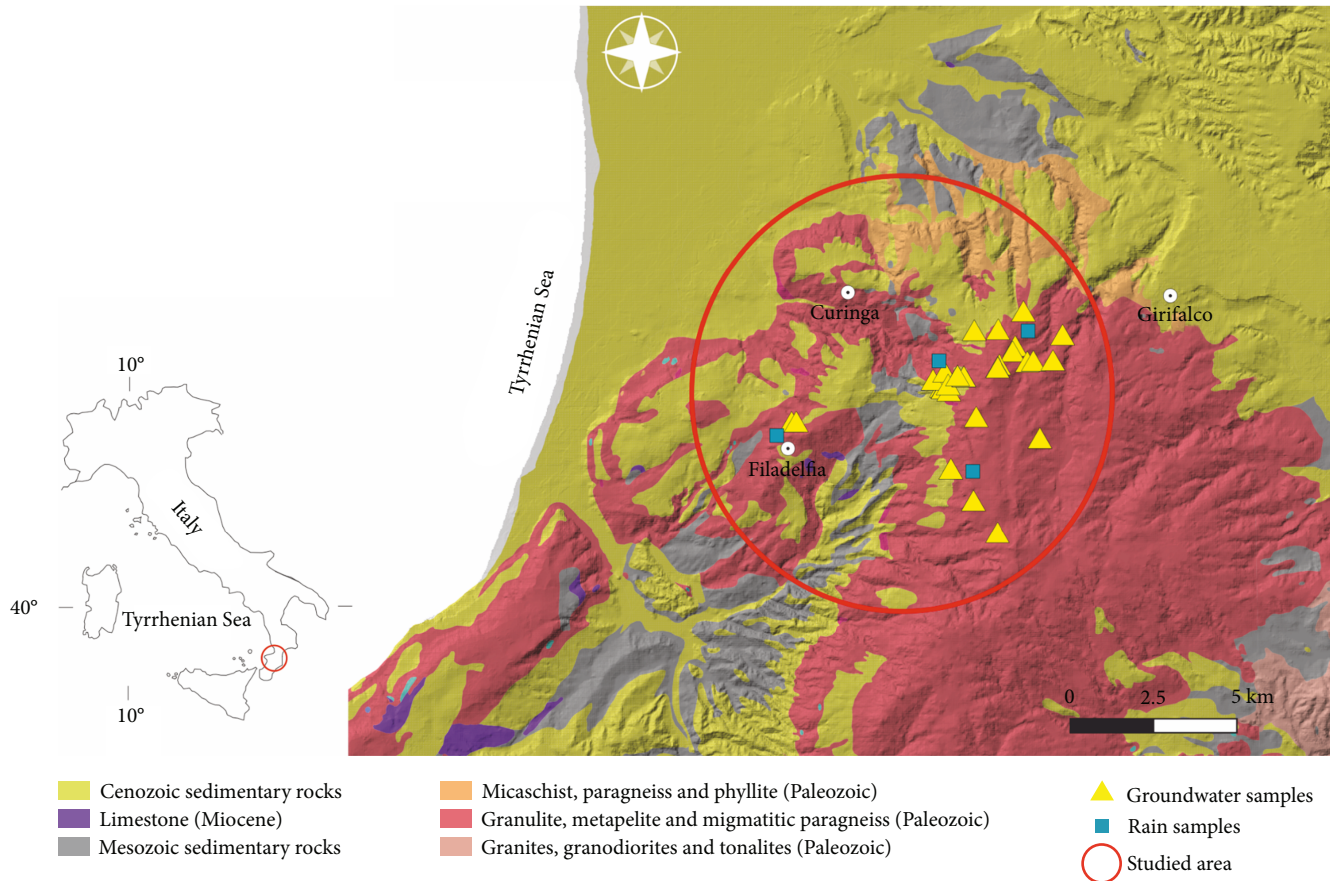 Tyrrhenian Sea
Curinga
Girifalco
Filadelfia
10°
Italy
40°
Tyrrhenian Sea
10°
0 2.5 5 km
Cenozoic sedimentary rocks
Limestone (Miocene)
Mesozoic sedimentary rocks
Micaschist, paragneiss and phyllite (Paleozoic)
Granulite, metapelite and migmatitic paragneiss (Paleozoic)
Granites, granodiorites and tonalites (Paleozoic)
Groundwater samples
Rain samples
Studied area